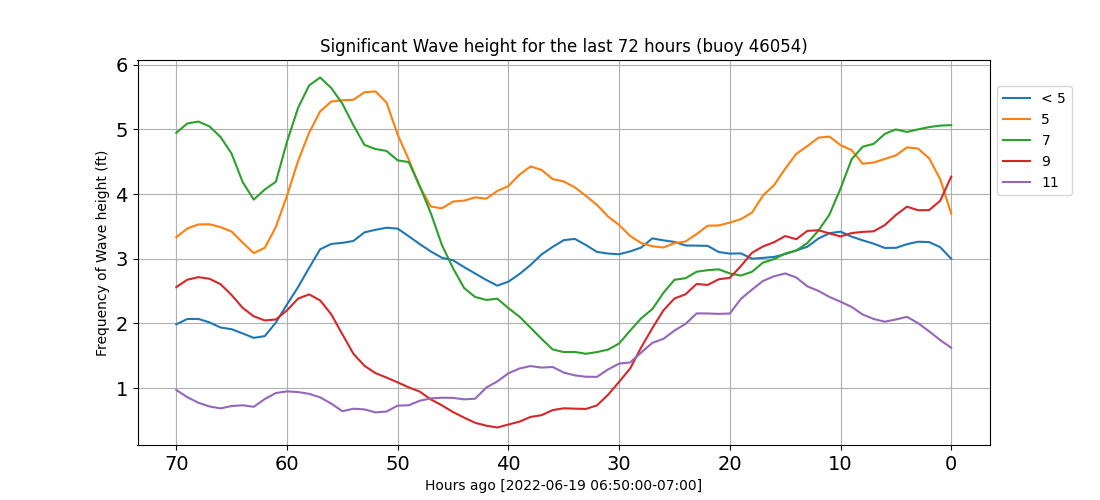 Significant Wave height for the last 72 hours (buoy 46054)
Frequency of Wave height (ft)
6
5
4
3
2
1
70 60 50 40 30 20 10 0
Hours ago [2022-06-19 06:50:00-07:00]
< 5
5
7
9
11